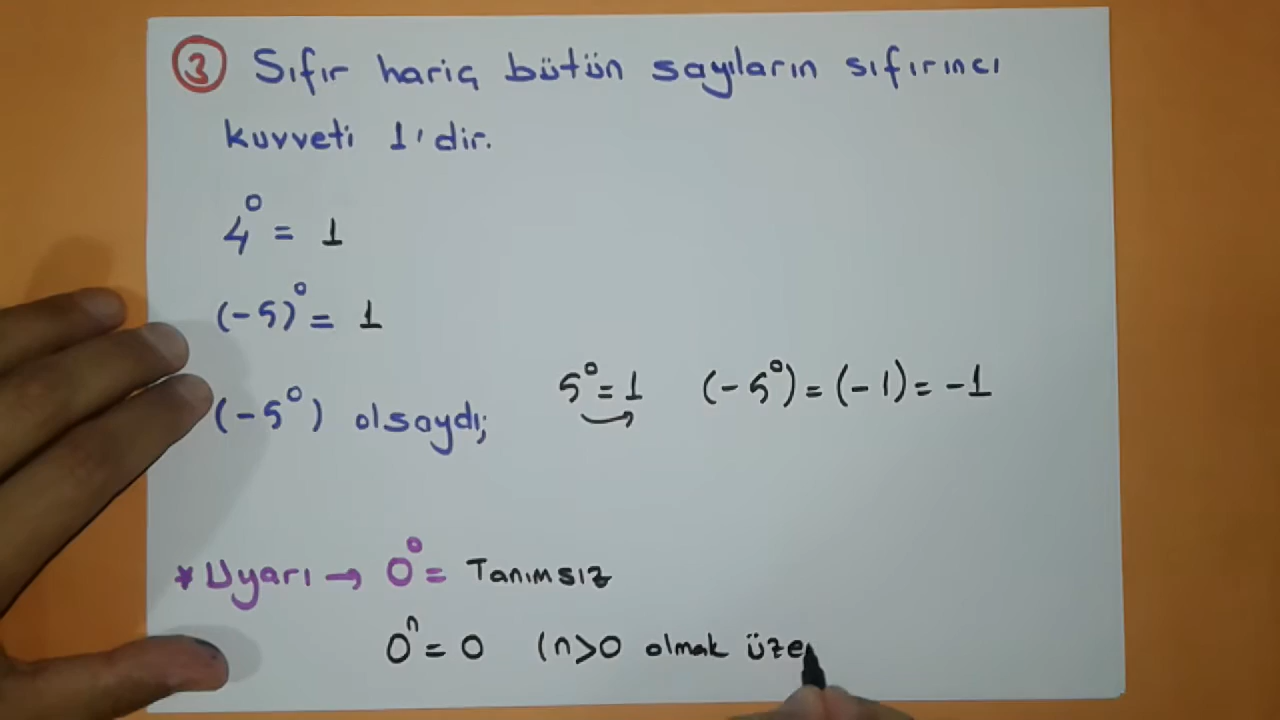 3 Sıfır hariç bütün sayıların sıfırıncı
kuvveti 1'dir.
4⁰ = 1
(-5)⁰ = 1
(-5⁰) olsaydı; 5⁰=1 (-5⁰)=(-1)=-1
*Uyarı → 0⁰ = Tanımsız
0ⁿ = 0 (n>0 olmak üze